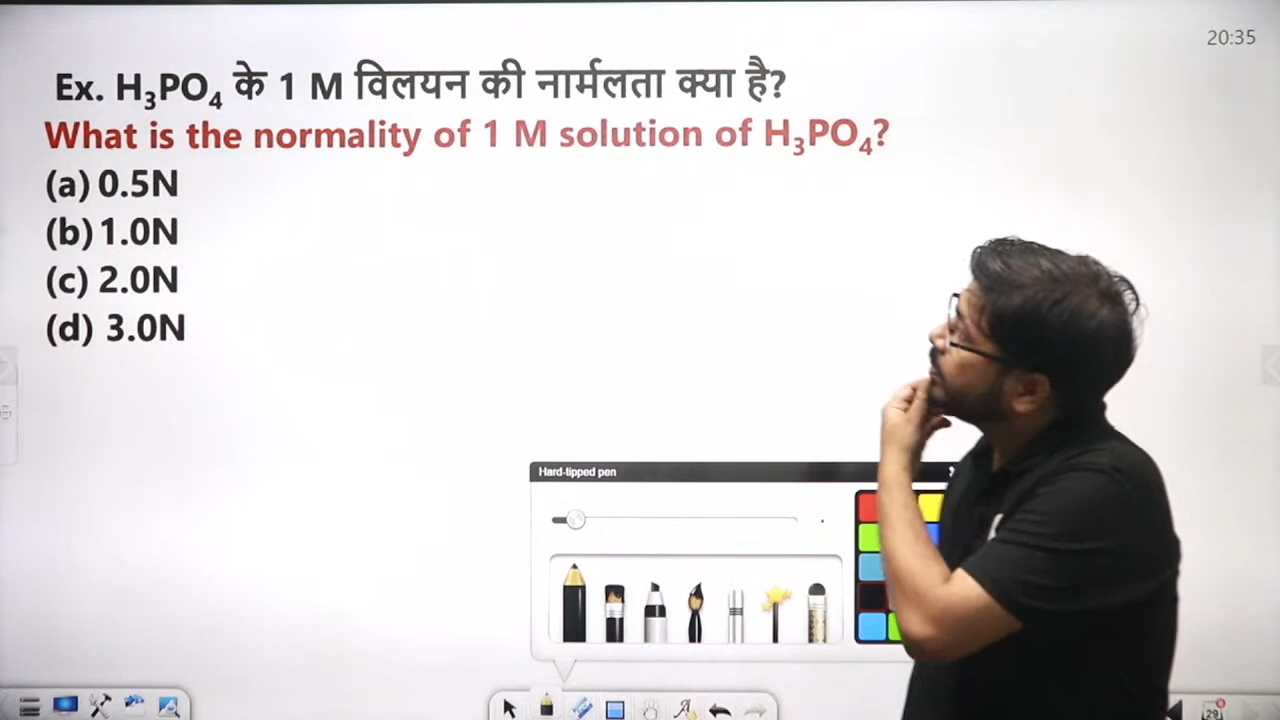 20:35
Ex. H₃PO₄ के 1 M विलयन की नार्मलता क्या है?
What is the normality of 1 M solution of H₃PO₄?
(a) 0.5N
(b) 1.0N
(c) 2.0N
(d) 3.0N
Hard-tipped pen
29